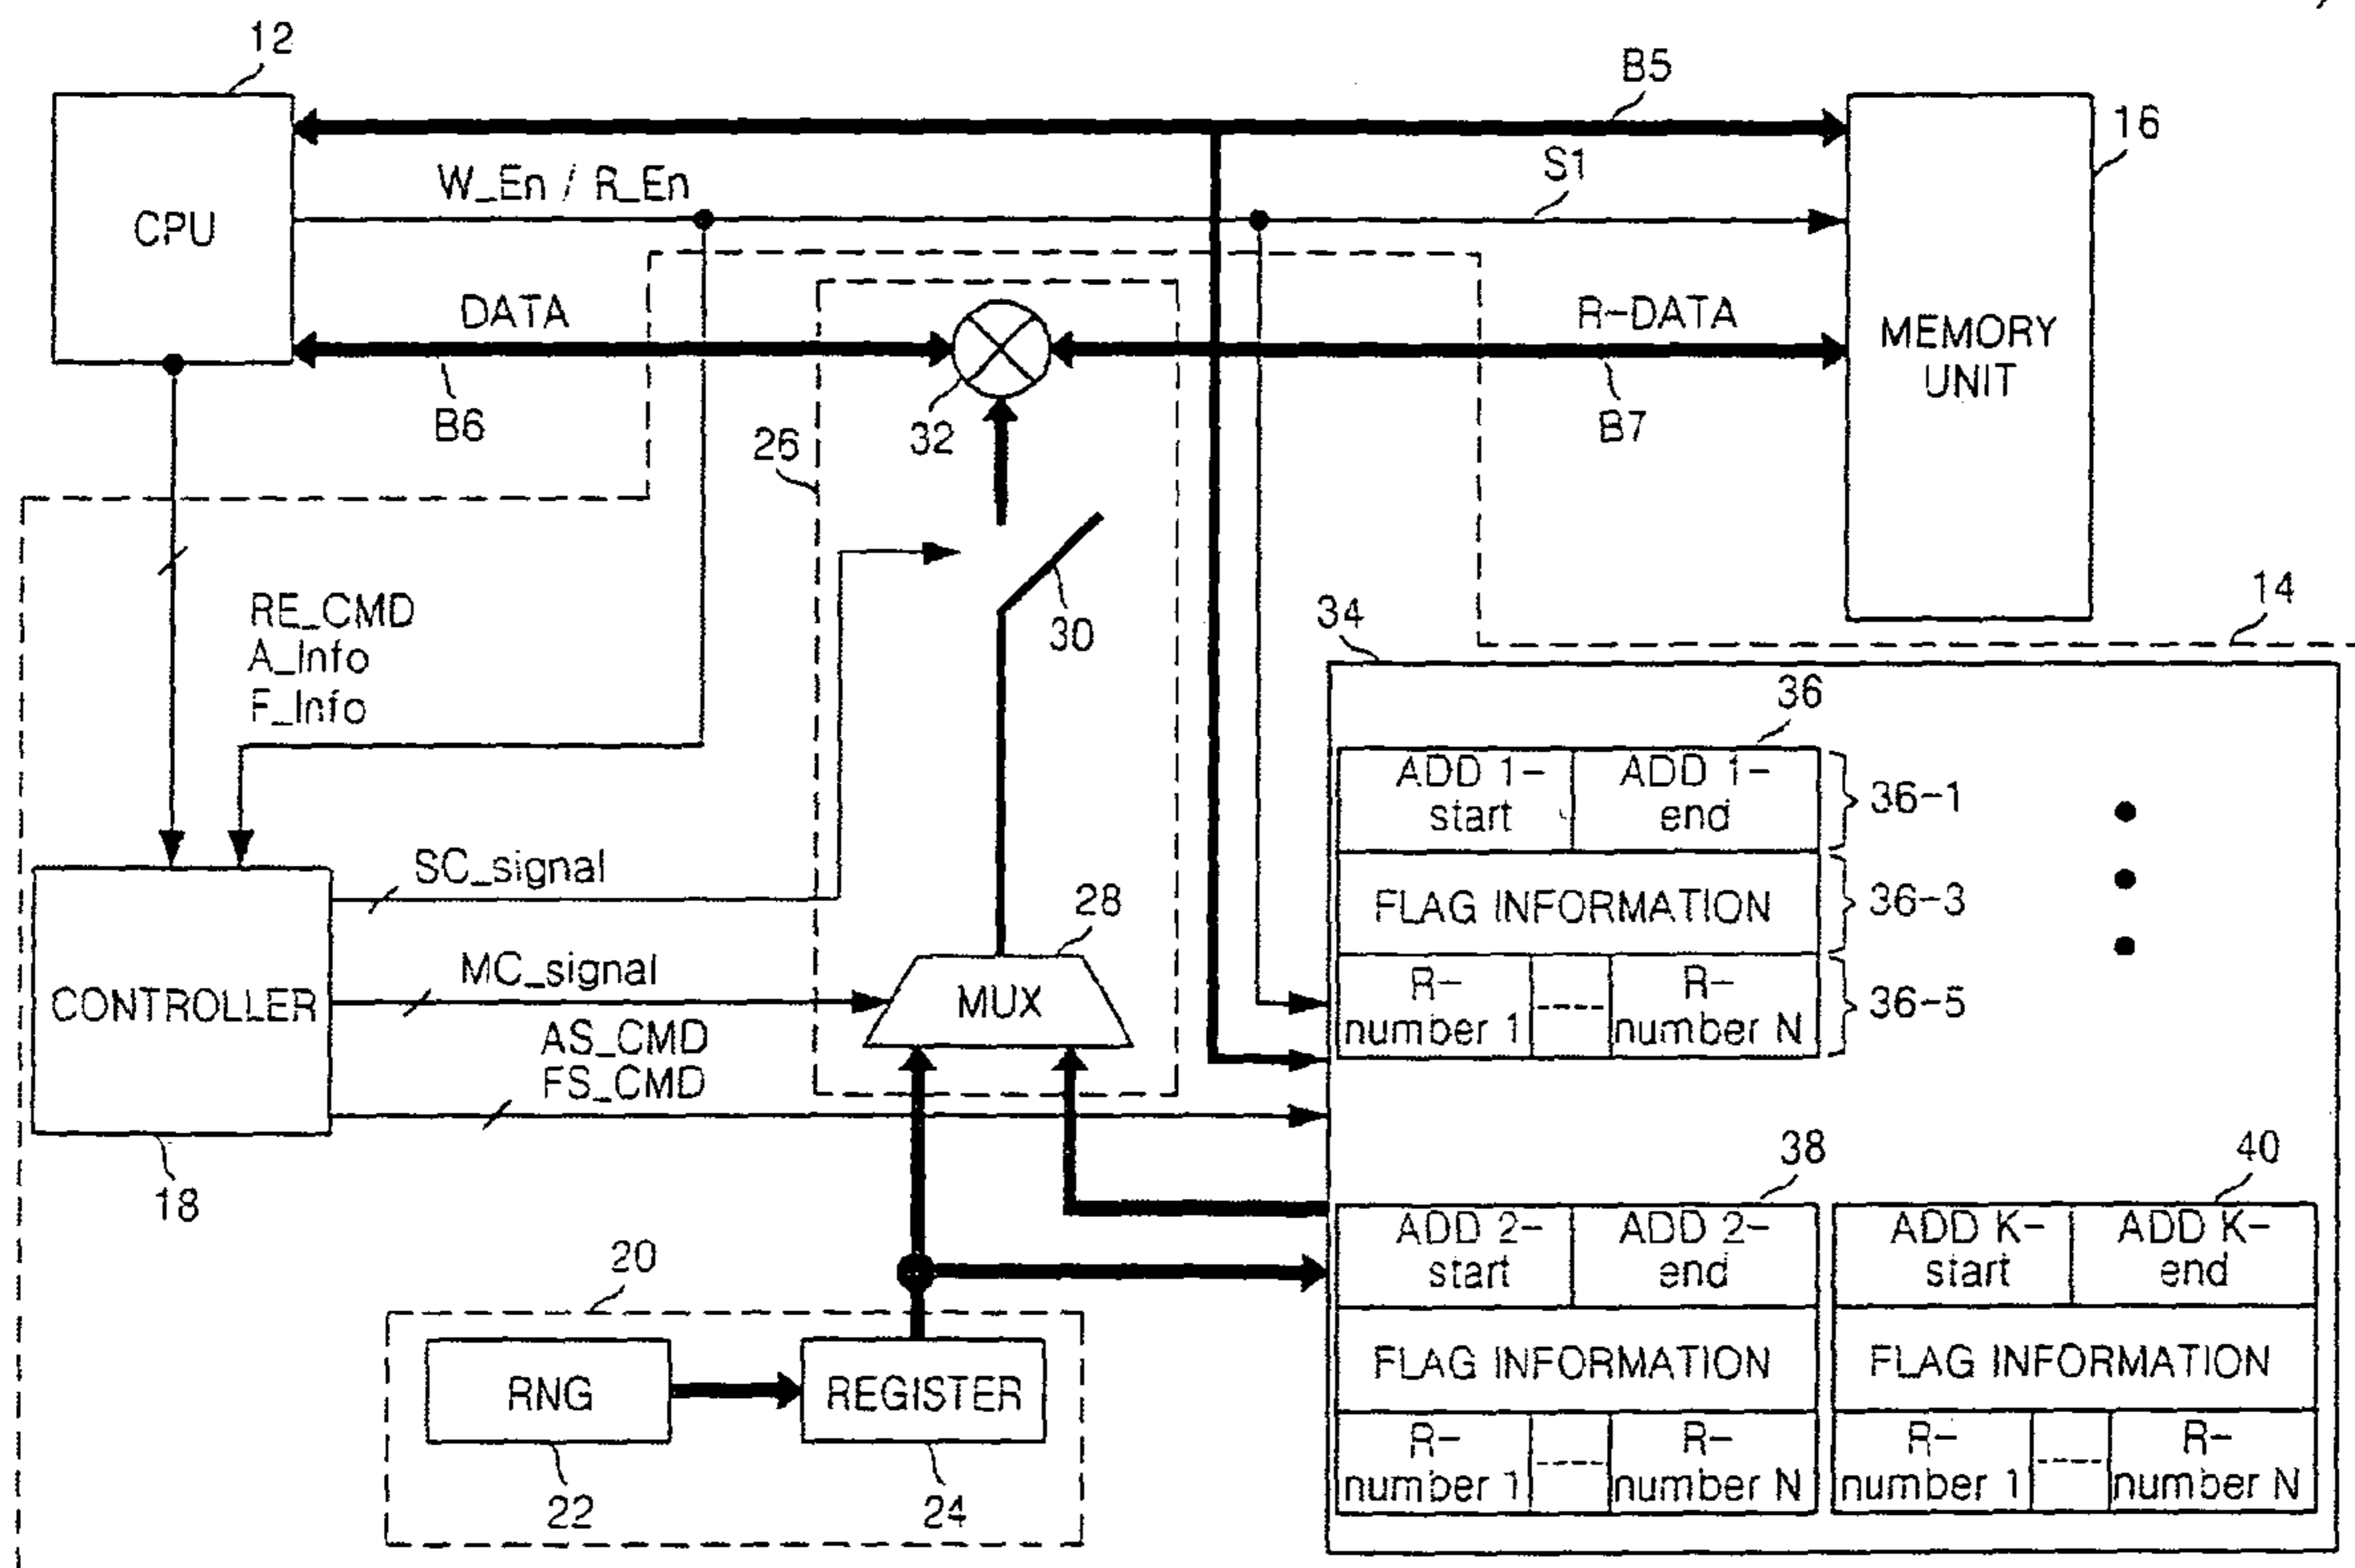 12
B5
16
W_En / R_En
S1
CPU
DATA
R-DATA
MEMORY
UNIT
B6
32
B7
26
RE_CMD
A_Info
F_Info
30
34
14
36
ADD 1-
start
ADD 1-
end
36-1
SC_signal
28
FLAG INFORMATION
36-3
MC_signal
CONTROLLER
MUX
R-
number 1
R-
number N
36-5
AS_CMD
FS_CMD
18
38
40
ADD 2-
start
ADD 2-
end
ADD K-
start
ADD K-
end
20
RNG
REGISTER
FLAG INFORMATION
FLAG INFORMATION
22
24
R-
number 1
R-
number N
R-
number 1
R-
number N